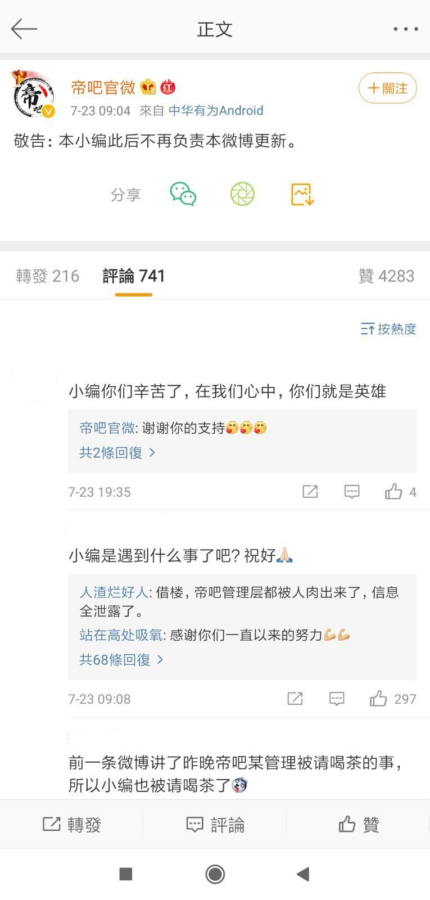 正文
帝吧官微
7-23 09:04 來自 中华有为Android
+關注
敬告：本小编此后不再负责本微博更新。
分享
轉發 216
評論 741
贊 4283
按熱度
小编你们辛苦了，在我们心中，你们就是英雄
帝吧官微: 谢谢你的支持
共2條回復 >
7-23 19:35
4
小编是遇到什么事了吧？祝好
人渣烂好人: 借楼，帝吧管理层都被人肉出来了，信息
全泄露了。
站在高处吸氧: 感谢你们一直以来的努力
共68條回復 >
7-23 09:08
297
前一条微博讲了昨晚帝吧某管理被请喝茶的事，
所以小编也被请喝茶了
轉發
評論
贊